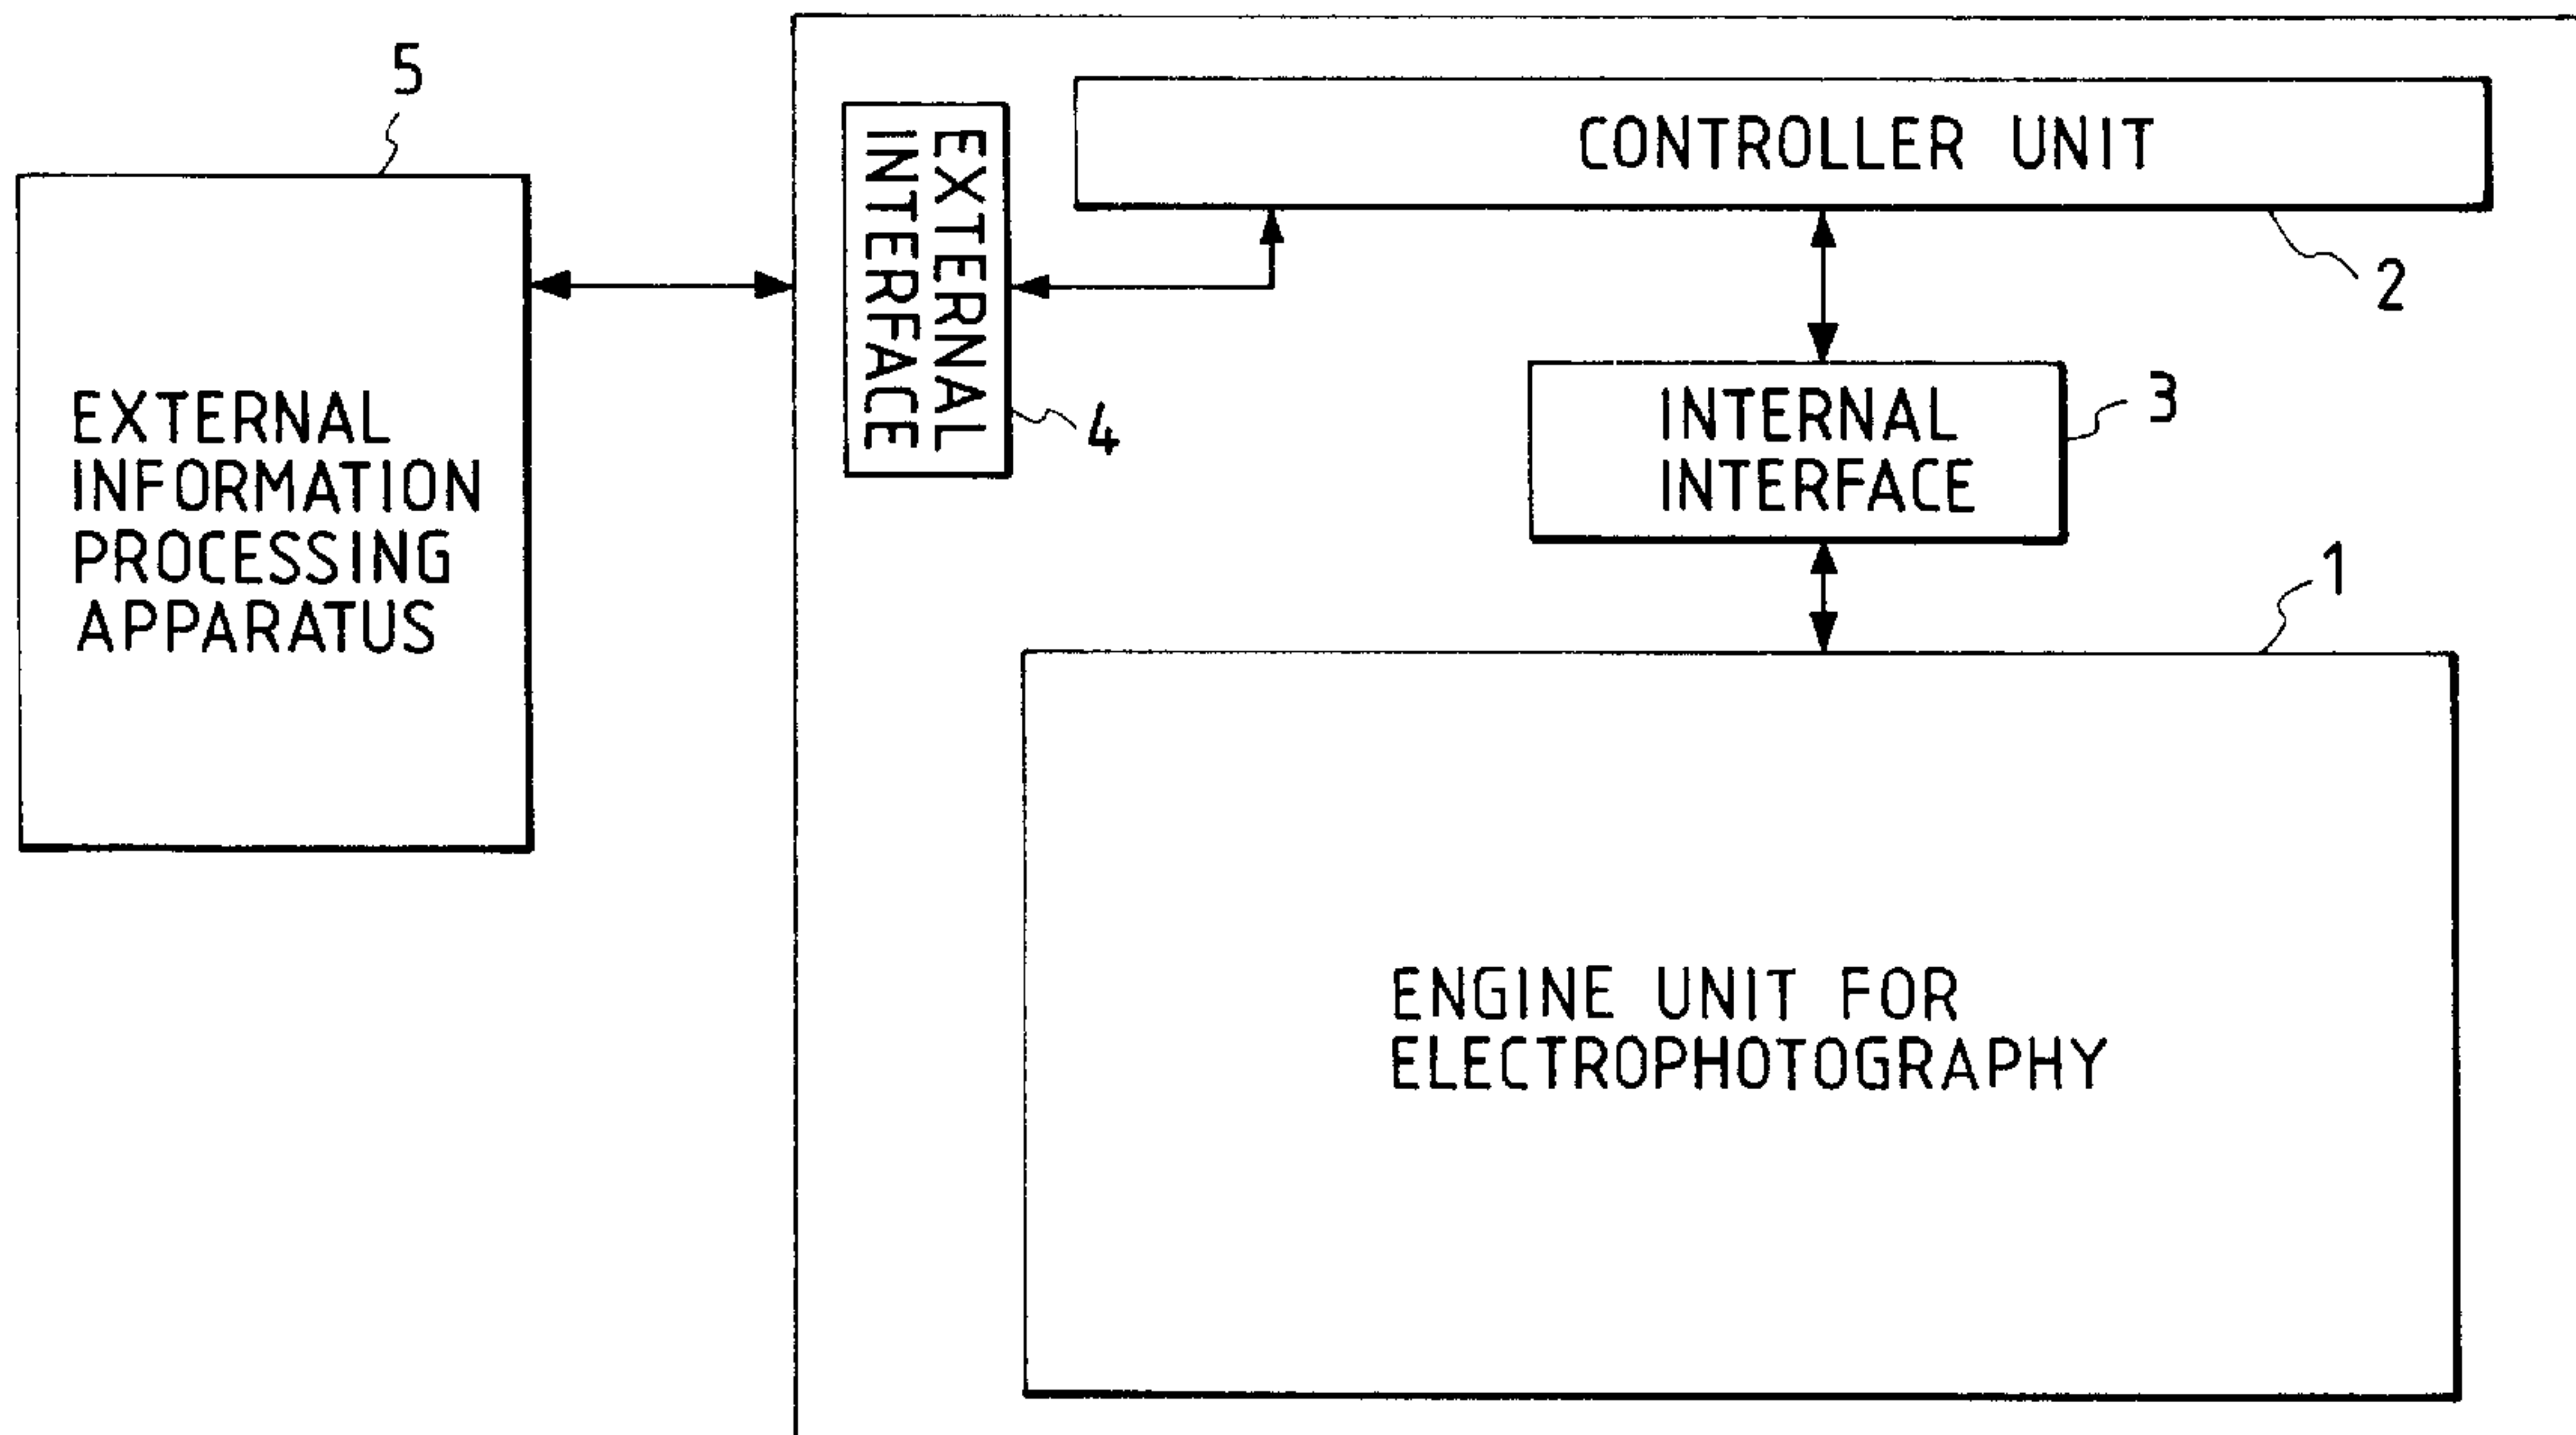 5
EXTERNAL
INFORMATION
PROCESSING
APPARATUS
EXTERNAL
INTERFACE
4
CONTROLLER UNIT
2
INTERNAL
INTERFACE
3
1
ENGINE UNIT FOR
ELECTROPHOTOGRAPHY